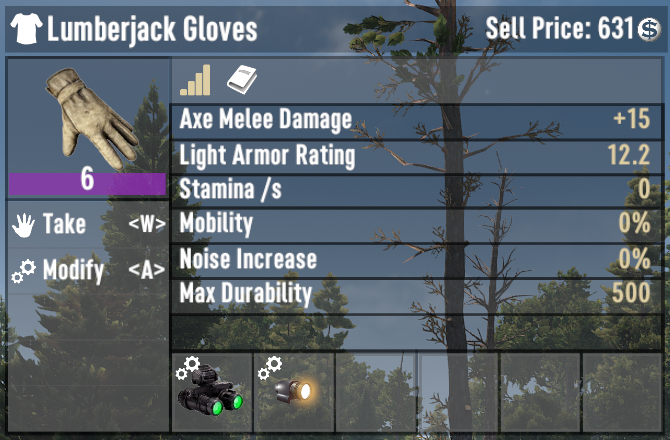 Lumberjack Gloves Sell Price: 631
6
Take <W>
Modify <A>
Axe Melee Damage +15
Light Armor Rating 12.2
Stamina /s 0
Mobility 0%
Noise Increase 0%
Max Durability 500